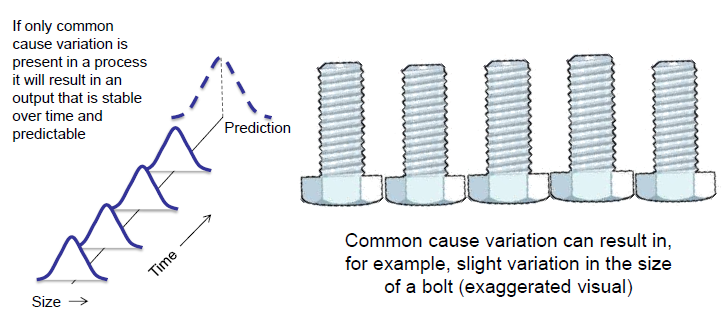 If only common
cause variation is
present in a process
it will result in an
output that is stable
over time and
predictable
Prediction
Time
Size
Common cause variation can result in,
for example, slight variation in the size
of a bolt (exaggerated visual)